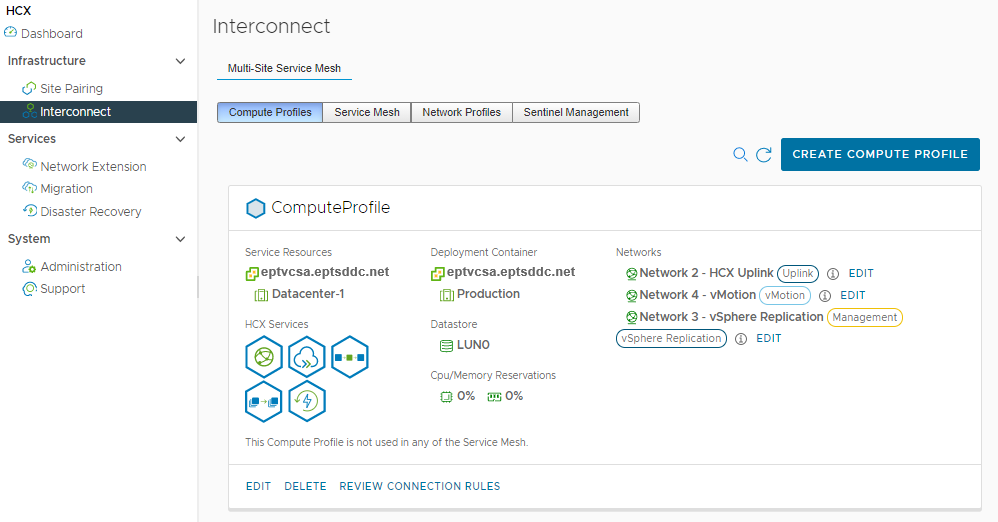 HCX
Dashboard
Infrastructure
Site Pairing
Interconnect
Services
Network Extension
Migration
Disaster Recovery
System
Administration
Support
Interconnect
Multi-Site Service Mesh
Compute Profiles Service Mesh Network Profiles Sentinel Management
CREATE COMPUTE PROFILE
ComputeProfile
Service Resources
eptvcsa.eptsddc.net
Datacenter-1
HCX Services
Deployment Container
eptvcsa.eptsddc.net
Production
Datastore
LUN0
Cpu/Memory Reservations
0% 0%
Networks
Network 2 - HCX Uplink Uplink EDIT
Network 4 - vMotion vMotion EDIT
Network 3 - vSphere Replication Management
vSphere Replication EDIT
This Compute Profile is not used in any of the Service Mesh.
EDIT DELETE REVIEW CONNECTION RULES